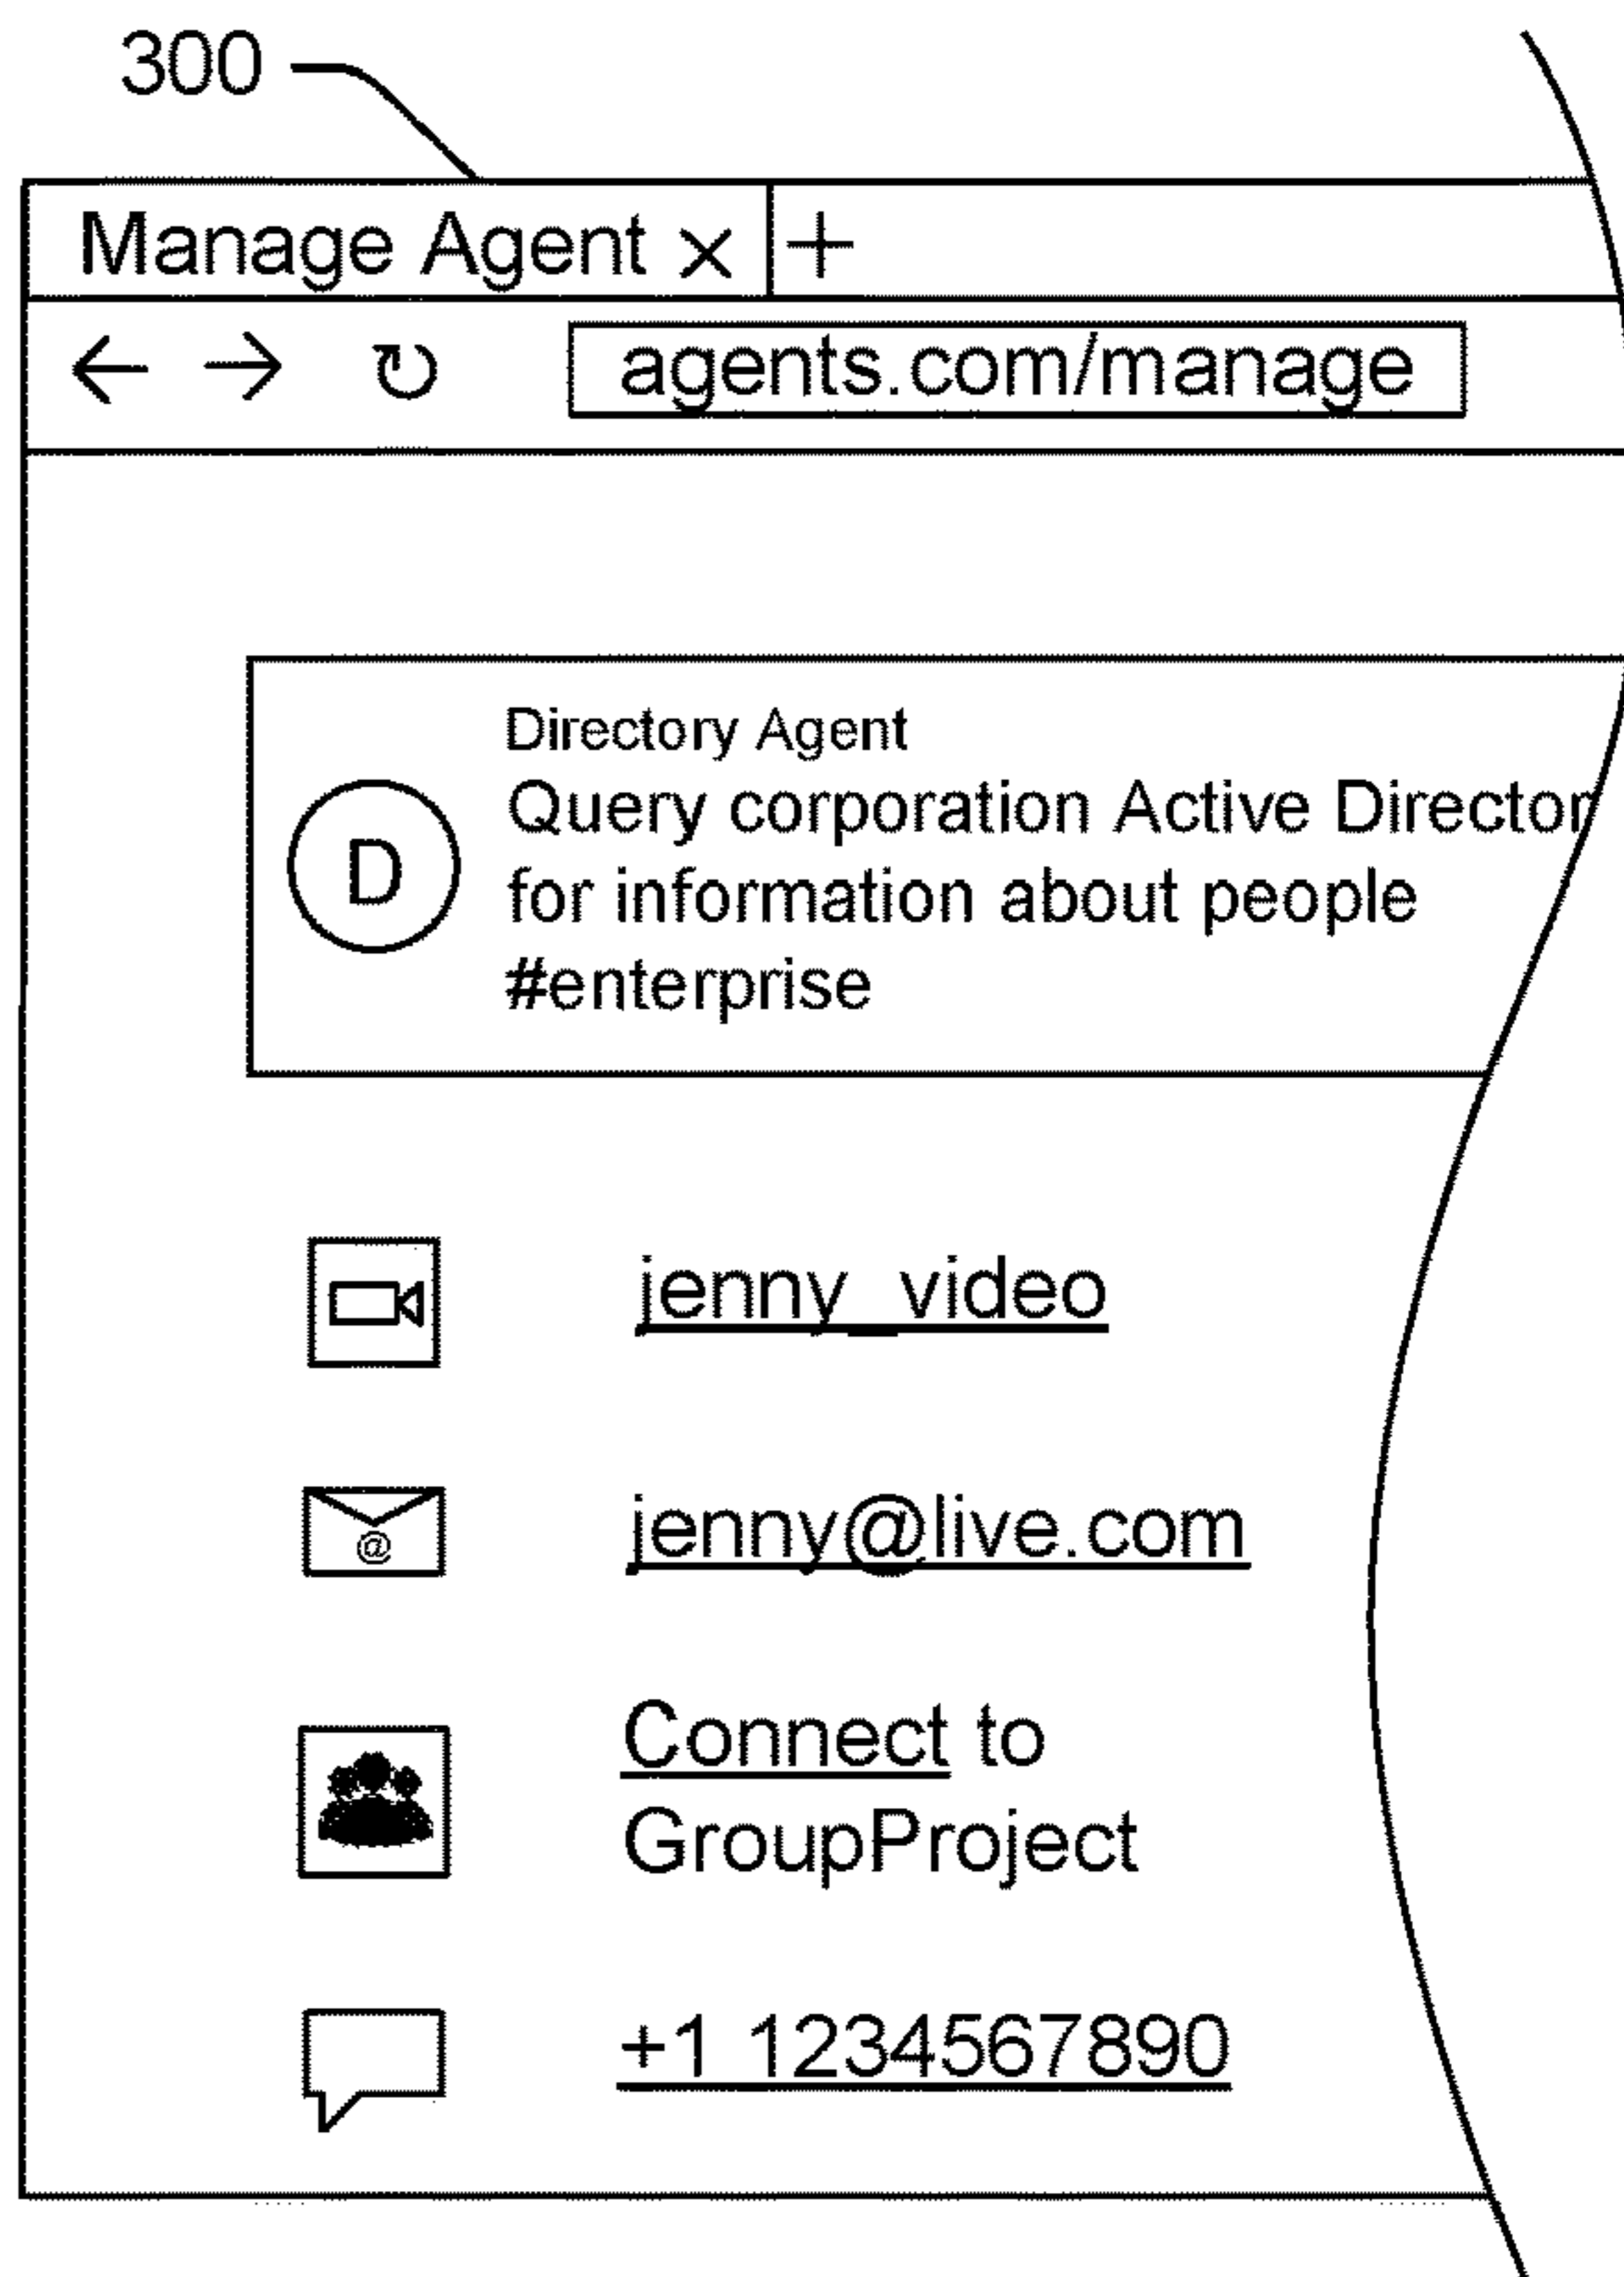 300
Manage Agent × +
agents.com/manage
Directory Agent
Query corporation Active Director
D
for information about people
#enterprise
jenny_video
jenny@live.com
@
Connect to
GroupProject
+1 1234567890